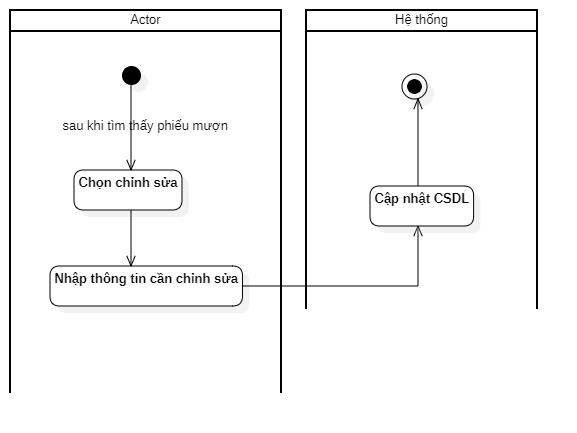 Actor
Hệ thống
sau khi tìm thấy phiếu mượn
Chọn chỉnh sửa
Cập nhật CSDL
Nhập thông tin cần chỉnh sửa